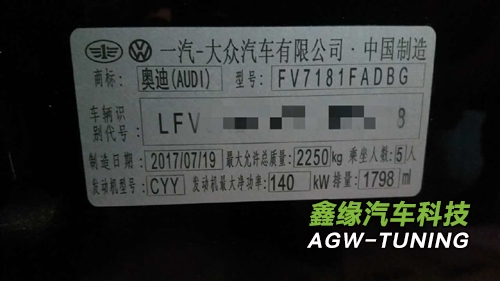 一汽-大众汽车有限公司·中国制造
商标: 奥迪(AUDI) 型号: FV7181FADBG
车辆识别代号: LFV 8
制造日期 2017/07/19 最大允许总质量: 2250kg 乘坐人数: 5人
发动机型号: CYY 发动机最大净功率: 140 kW 排量: 1798 ml
鑫缘汽车科技
AGW-TUNING